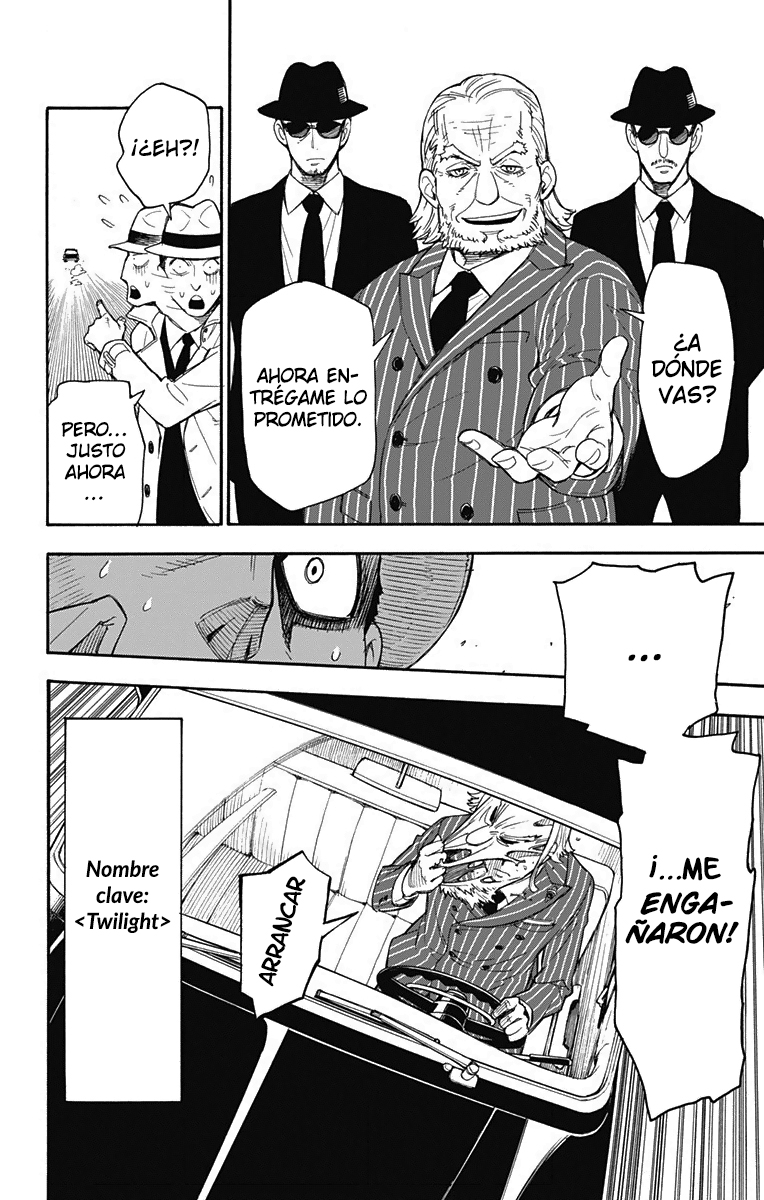 ¿A
DÓNDE
VAS?
AHORA EN-
TRÉGAME LO
PROMETIDO.
¡¿EH?!
PERO...
JUSTO
AHORA
...
...
¡...ME
ENGA-
ÑARON!
ARRANCAR
Nombre
clave:
<Twilight>